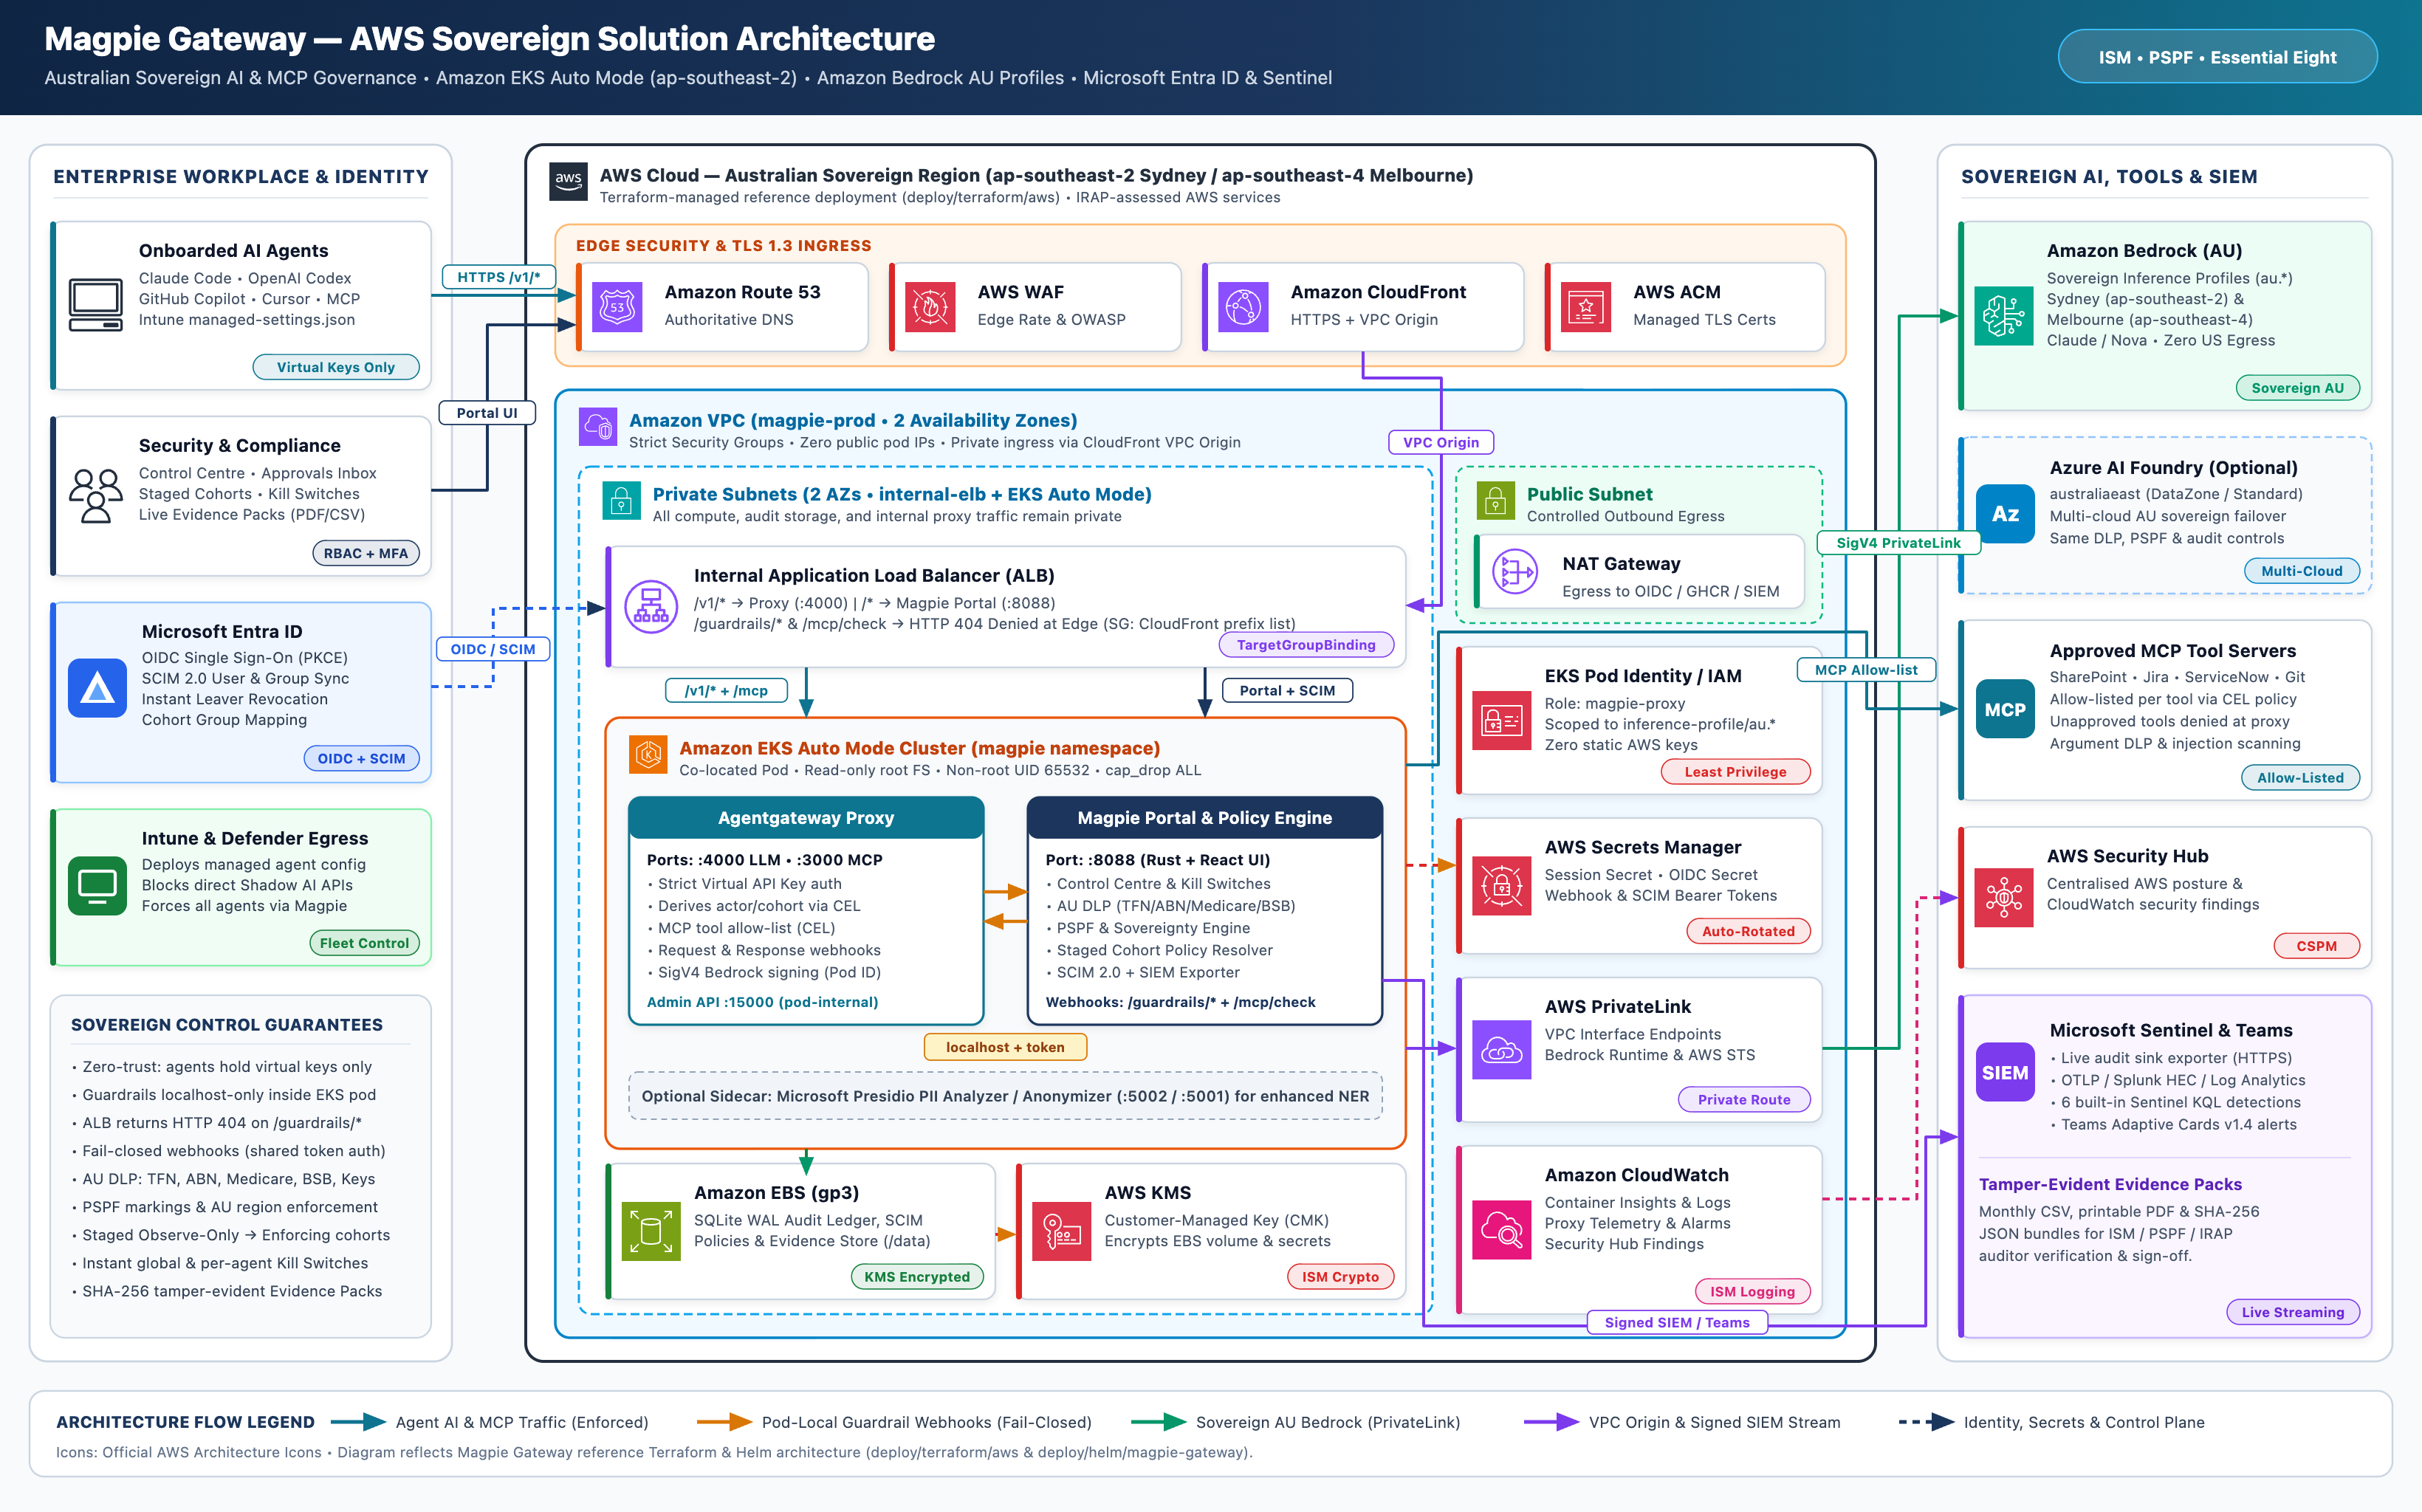 Magpie Gateway — AWS Sovereign Solution Architecture
Australian Sovereign AI & MCP Governance • Amazon EKS Auto Mode (ap-southeast-2) • Amazon Bedrock AU Profiles • Microsoft Entra ID & Sentinel
ISM • PSPF • Essential Eight
ENTERPRISE WORKPLACE & IDENTITY
Onboarded AI Agents
Claude Code • OpenAI Codex
GitHub Copilot • Cursor • MCP
Intune managed-settings.json
Virtual Keys Only
Security & Compliance
Control Centre • Approvals Inbox
Staged Cohorts • Kill Switches
Live Evidence Packs (PDF/CSV)
RBAC + MFA
Microsoft Entra ID
OIDC Single Sign-On (PKCE)
SCIM 2.0 User & Group Sync
Instant Leaver Revocation
Cohort Group Mapping
OIDC + SCIM
Intune & Defender Egress
Deploys managed agent config
Blocks direct Shadow AI APIs
Forces all agents via Magpie
Fleet Control
SOVEREIGN CONTROL GUARANTEES
• Zero-trust: agents hold virtual keys only
• Guardrails localhost-only inside EKS pod
• ALB returns HTTP 404 on /guardrails/*
• Fail-closed webhooks (shared token auth)
• AU DLP: TFN, ABN, Medicare, BSB, Keys
• PSPF markings & AU region enforcement
• Staged Observe-Only → Enforcing cohorts
• Instant global & per-agent Kill Switches
• SHA-256 tamper-evident Evidence Packs
HTTPS /v1/*
Portal UI
OIDC / SCIM
aws
AWS Cloud — Australian Sovereign Region (ap-southeast-2 Sydney / ap-southeast-4 Melbourne)
Terraform-managed reference deployment (deploy/terraform/aws) • IRAP-assessed AWS services
EDGE SECURITY & TLS 1.3 INGRESS
53
Amazon Route 53
Authoritative DNS
AWS WAF
Edge Rate & OWASP
Amazon CloudFront
HTTPS + VPC Origin
AWS ACM
Managed TLS Certs
Amazon VPC (magpie-prod • 2 Availability Zones)
Strict Security Groups • Zero public pod IPs • Private ingress via CloudFront VPC Origin
VPC Origin
Private Subnets (2 AZs • internal-elb + EKS Auto Mode)
All compute, audit storage, and internal proxy traffic remain private
Internal Application Load Balancer (ALB)
/v1/* → Proxy (:4000) | /* → Magpie Portal (:8088)
/guardrails/* & /mcp/check → HTTP 404 Denied at Edge (SG: CloudFront prefix list)
TargetGroupBinding
/v1/* + /mcp
Portal + SCIM
Amazon EKS Auto Mode Cluster (magpie namespace)
Co-located Pod • Read-only root FS • Non-root UID 65532 • cap_drop ALL
Agentgateway Proxy
Ports: :4000 LLM • :3000 MCP
• Strict Virtual API Key auth
• Derives actor/cohort via CEL
• MCP tool allow-list (CEL)
• Request & Response webhooks
• SigV4 Bedrock signing (Pod ID)
Admin API :15000 (pod-internal)
Magpie Portal & Policy Engine
Port: :8088 (Rust + React UI)
• Control Centre & Kill Switches
• AU DLP (TFN/ABN/Medicare/BSB)
• PSPF & Sovereignty Engine
• Staged Cohort Policy Resolver
• SCIM 2.0 + SIEM Exporter
Webhooks: /guardrails/* + /mcp/check
localhost + token
Optional Sidecar: Microsoft Presidio PII Analyzer / Anonymizer (:5002 / :5001) for enhanced NER
Amazon EBS (gp3)
SQLite WAL Audit Ledger, SCIM
Policies & Evidence Store (/data)
KMS Encrypted
AWS KMS
Customer-Managed Key (CMK)
Encrypts EBS volume & secrets
ISM Crypto
Public Subnet
Controlled Outbound Egress
NAT Gateway
Egress to OIDC / GHCR / SIEM
EKS Pod Identity / IAM
Role: magpie-proxy
Scoped to inference-profile/au.*
Zero static AWS keys
Least Privilege
AWS Secrets Manager
Session Secret • OIDC Secret
Webhook & SCIM Bearer Tokens
Auto-Rotated
AWS PrivateLink
VPC Interface Endpoints
Bedrock Runtime & AWS STS
Private Route
Amazon CloudWatch
Container Insights & Logs
Proxy Telemetry & Alarms
Security Hub Findings
ISM Logging
Signed SIEM / Teams
SigV4 PrivateLink
MCP Allow-list
SOVEREIGN AI, TOOLS & SIEM
Amazon Bedrock (AU)
Sovereign Inference Profiles (au.*)
Sydney (ap-southeast-2) &
Melbourne (ap-southeast-4)
Claude / Nova • Zero US Egress
Sovereign AU
Az
Azure AI Foundry (Optional)
australiaeast (DataZone / Standard)
Multi-cloud AU sovereign failover
Same DLP, PSPF & audit controls
Multi-Cloud
MCP
Approved MCP Tool Servers
SharePoint • Jira • ServiceNow • Git
Allow-listed per tool via CEL policy
Unapproved tools denied at proxy
Argument DLP & injection scanning
Allow-Listed
AWS Security Hub
Centralised AWS posture &
CloudWatch security findings
CSPM
SIEM
Microsoft Sentinel & Teams
• Live audit sink exporter (HTTPS)
• OTLP / Splunk HEC / Log Analytics
• 6 built-in Sentinel KQL detections
• Teams Adaptive Cards v1.4 alerts
Tamper-Evident Evidence Packs
Monthly CSV, printable PDF & SHA-256
JSON bundles for ISM / PSPF / IRAP
auditor verification & sign-off.
Live Streaming
ARCHITECTURE FLOW LEGEND
Agent AI & MCP Traffic (Enforced)
Pod-Local Guardrail Webhooks (Fail-Closed)
Sovereign AU Bedrock (PrivateLink)
VPC Origin & Signed SIEM Stream
Identity, Secrets & Control Plane
Icons: Official AWS Architecture Icons • Diagram reflects Magpie Gateway reference Terraform & Helm architecture (deploy/terraform/aws & deploy/helm/magpie-gateway).